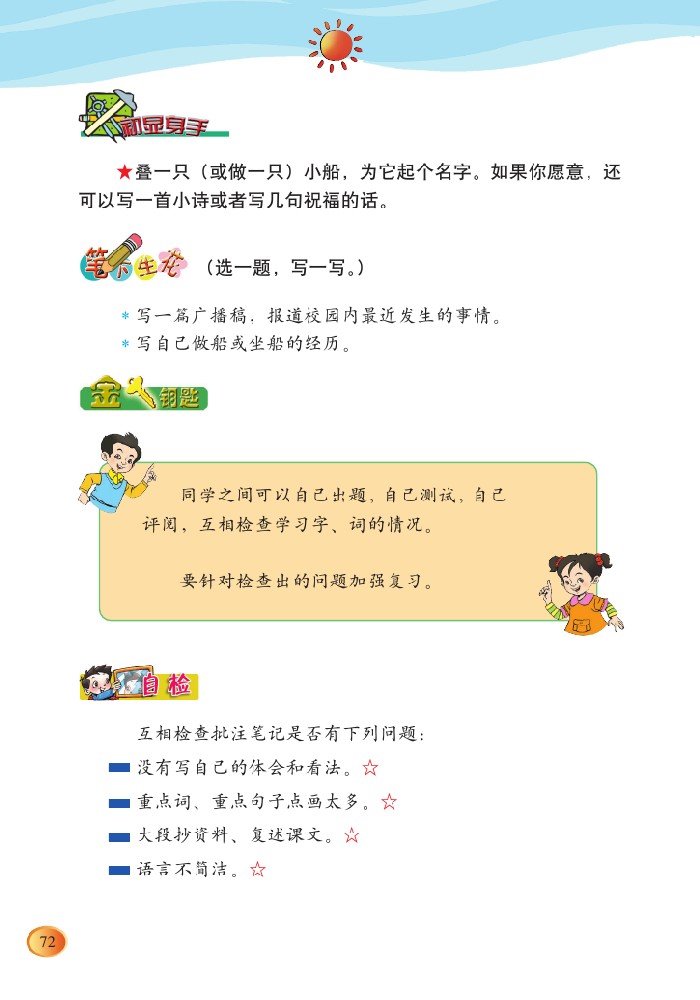 初显身手
★叠一只（或做一只）小船，为它起个名字。如果你愿意，还
可以写一首小诗或者写几句祝福的话。
笔下生花 （选一题，写一写。）
* 写一篇广播稿，报道校园内最近发生的事情。
* 写自己做船或坐船的经历。
金钥匙
同学之间可以自己出题，自己测试，自己
评阅，互相检查学习字、词的情况。
要针对检查出的问题加强复习。
自检
互相检查批注笔记是否有下列问题：
没有写自己的体会和看法。☆
重点词、重点句子点画太多。☆
大段抄资料、复述课文。☆
语言不简洁。☆
72